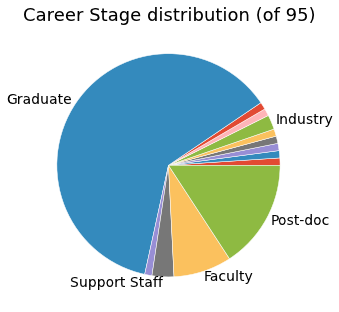 Career Stage distribution (of 95)
Graduate
Industry
Post-doc
Faculty
Support Staff